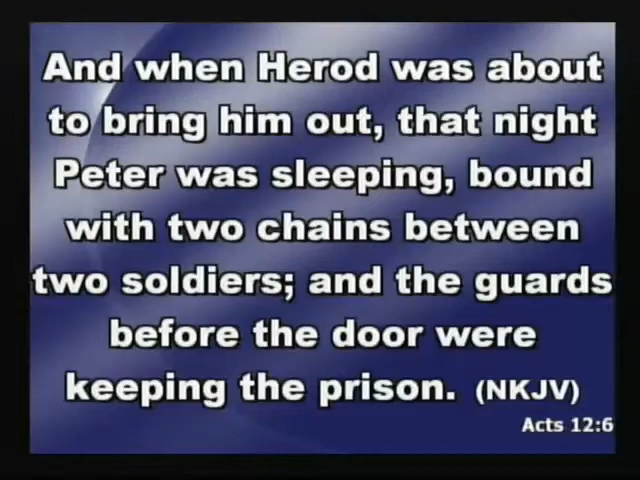 And when Herod was about
to bring him out, that night
Peter was sleeping, bound
with two chains between
two soldiers; and the guards
before the door were
keeping the prison. (NKJV)
Acts 12:6